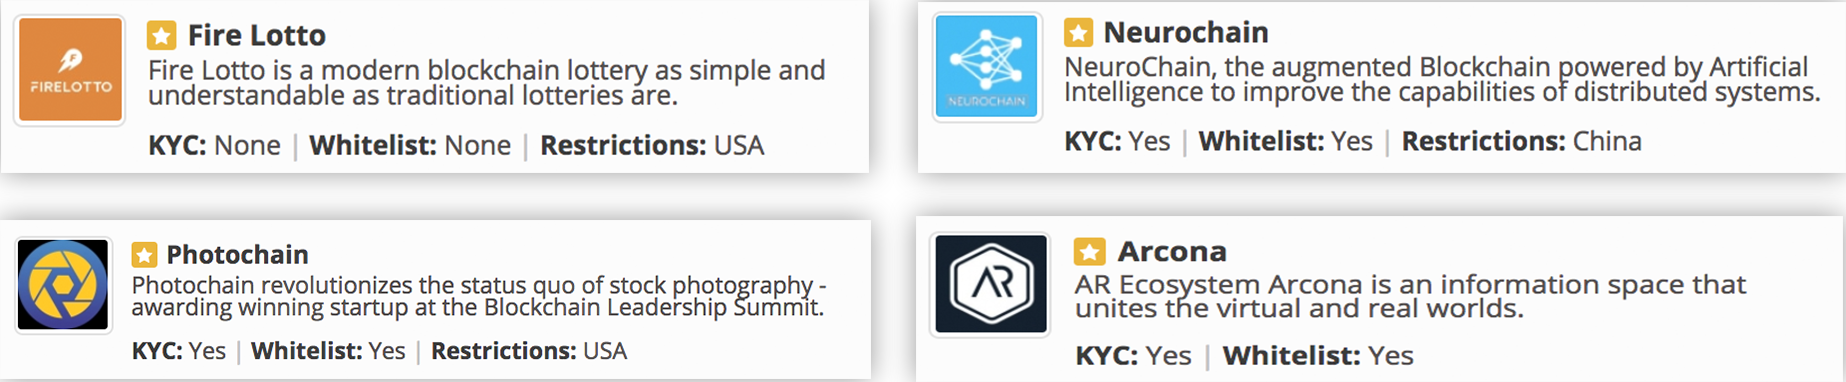 FIRELOTTO
Fire Lotto
Fire Lotto is a modern blockchain lottery as simple and
understandable as traditional lotteries are.
KYC: None | Whitelist: None | Restrictions: USA
NEUROCHAIN
Neurochain
NeuroChain, the augmented Blockchain powered by Artificial
Intelligence to improve the capabilities of distributed systems.
KYC: Yes | Whitelist: Yes | Restrictions: China
Photochain
Photochain revolutionizes the status quo of stock photography -
awarding winning startup at the Blockchain Leadership Summit.
KYC: Yes | Whitelist: Yes | Restrictions: USA
AR
Arcona
AR Ecosystem Arcona is an information space that
unites the virtual and real worlds.
KYC: Yes | Whitelist: Yes